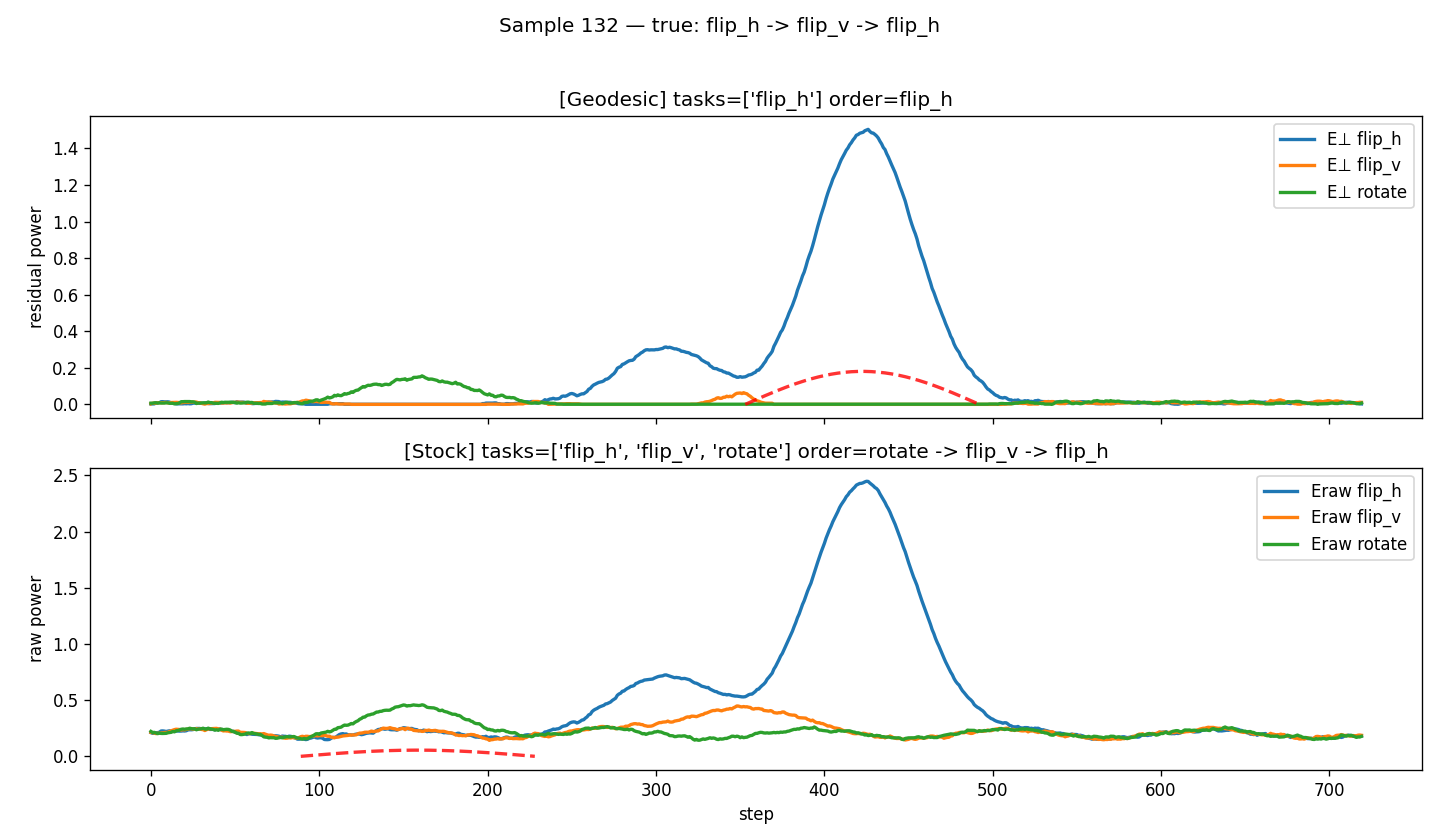 Sample 132 — true: flip_h -> flip_v -> flip_h
[Geodesic] tasks=['flip_h'] order=flip_h
residual power
1.4
1.2
1.0
0.8
0.6
0.4
0.2
0.0
E⊥ flip_h
E⊥ flip_v
E⊥ rotate
[Stock] tasks=['flip_h', 'flip_v', 'rotate'] order=rotate -> flip_v -> flip_h
raw power
2.5
2.0
1.5
1.0
0.5
0.0
Eraw flip_h
Eraw flip_v
Eraw rotate
0 100 200 300 400 500 600 700
step